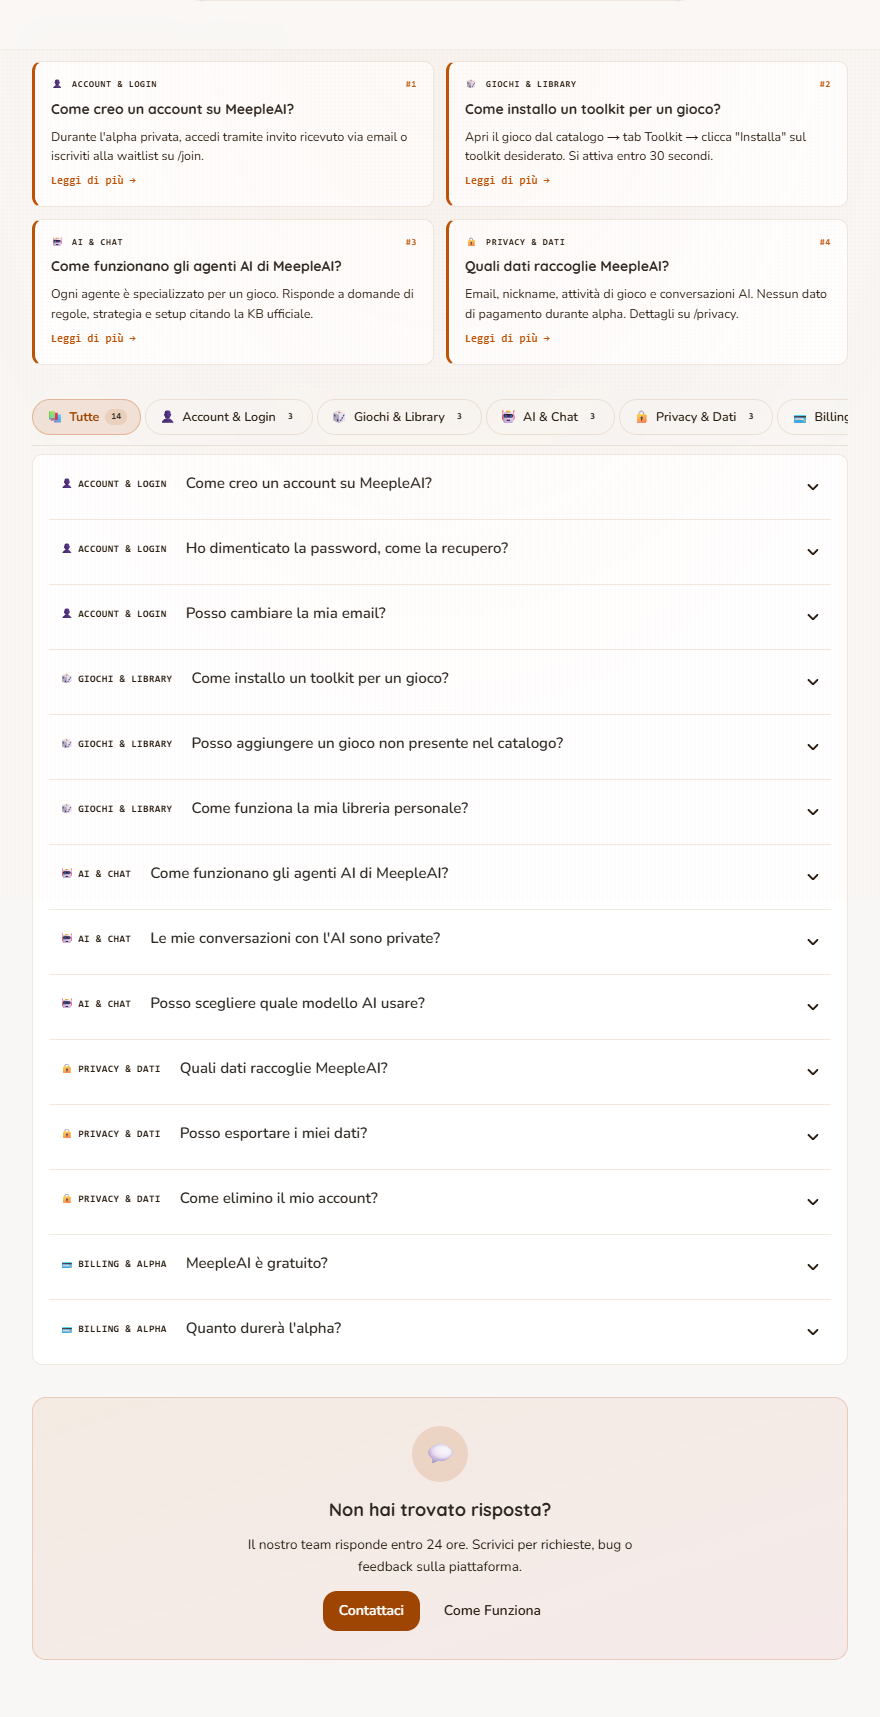 ACCOUNT & LOGIN #1
Come creo un account su MeepleAI?
Durante l'alpha privata, accedi tramite invito ricevuto via email o
iscriviti alla waitlist su /join.
Leggi di più →
GIOCHI & LIBRARY #2
Come installo un toolkit per un gioco?
Apri il gioco dal catalogo → tab Toolkit → clicca "Installa" sul
toolkit desiderato. Si attiva entro 30 secondi.
Leggi di più →
AI & CHAT #3
Come funzionano gli agenti AI di MeepleAI?
Ogni agente è specializzato per un gioco. Risponde a domande di
regole, strategia e setup citando la KB ufficiale.
Leggi di più →
PRIVACY & DATI #4
Quali dati raccoglie MeepleAI?
Email, nickname, attività di gioco e conversazioni AI. Nessun dato
di pagamento durante alpha. Dettagli su /privacy.
Leggi di più →
Tutte 14 Account & Login 3 Giochi & Library 3 AI & Chat 3 Privacy & Dati 3 Billing
ACCOUNT & LOGIN Come creo un account su MeepleAI?
ACCOUNT & LOGIN Ho dimenticato la password, come la recupero?
ACCOUNT & LOGIN Posso cambiare la mia email?
GIOCHI & LIBRARY Come installo un toolkit per un gioco?
GIOCHI & LIBRARY Posso aggiungere un gioco non presente nel catalogo?
GIOCHI & LIBRARY Come funziona la mia libreria personale?
AI & CHAT Come funzionano gli agenti AI di MeepleAI?
AI & CHAT Le mie conversazioni con l'AI sono private?
AI & CHAT Posso scegliere quale modello AI usare?
PRIVACY & DATI Quali dati raccoglie MeepleAI?
PRIVACY & DATI Posso esportare i miei dati?
PRIVACY & DATI Come elimino il mio account?
BILLING & ALPHA MeepleAI è gratuito?
BILLING & ALPHA Quanto durerà l'alpha?
Non hai trovato risposta?
Il nostro team risponde entro 24 ore. Scrivici per richieste, bug o
feedback sulla piattaforma.
Contattaci Come Funziona